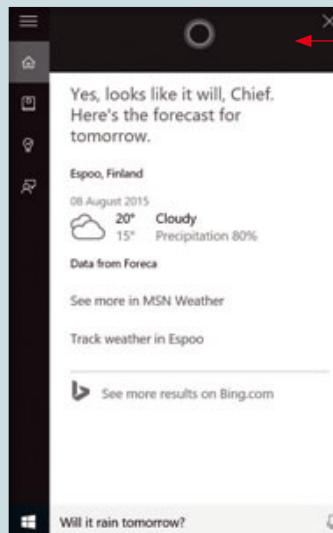 Yes, looks like it will, Chief.
Here's the forecast for
tomorrow.
Espoo, Finland
08 August 2015
20° Cloudy
15° Precipitation 80%
Data from Foreca
See more in MSN Weather
Track weather in Espoo
See more results on Bing.com
Will it rain tomorrow?